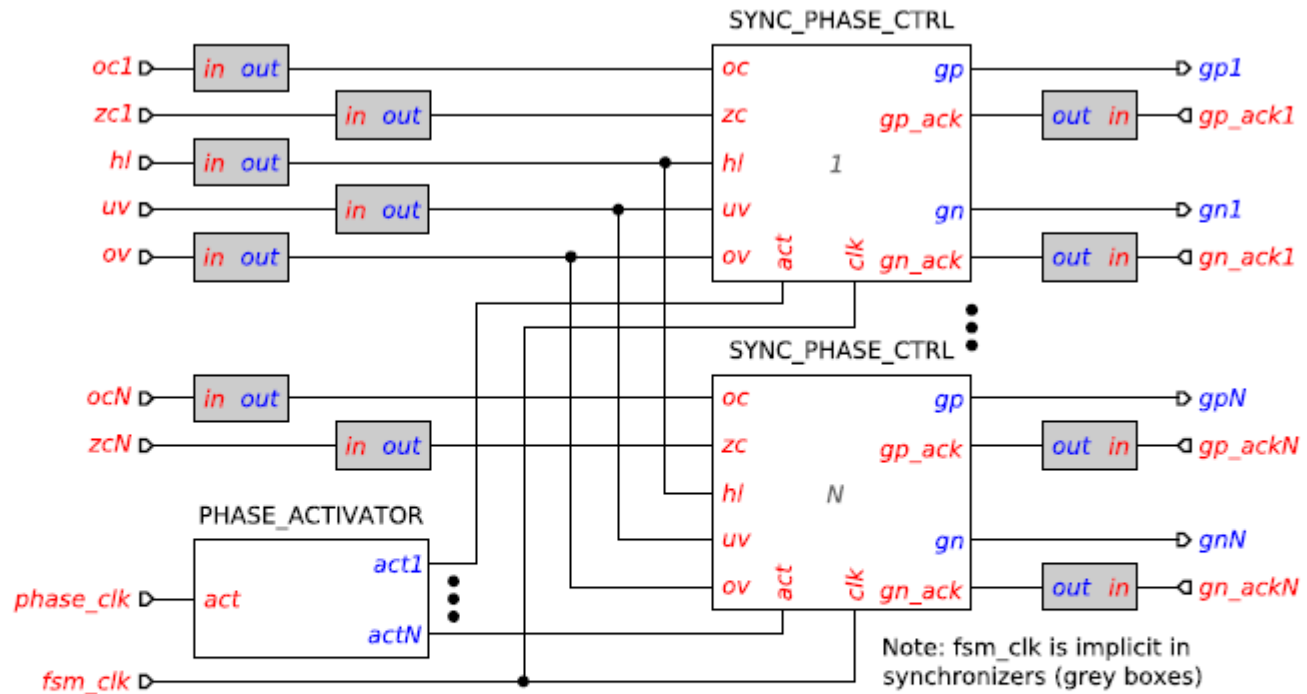 SYNC_PHASE_CTRL
oc1 in out oc gp gp1
zc1 in out zc gp_ack out in gp_ack1
hl in out hl 1
uv in out uv gn gn1
ov in out ov act clk gn_ack out in gn_ack1
SYNC_PHASE_CTRL
ocN in out oc gp gpN
zcN in out zc gp_ack out in gp_ackN
hl N
PHASE_ACTIVATOR
uv gn gnN
act1
ov act clk gn_ack out in gn_ackN
phase_clk act
actN
Note: fsm_clk is implicit in
synchronizers (grey boxes)
fsm_clk